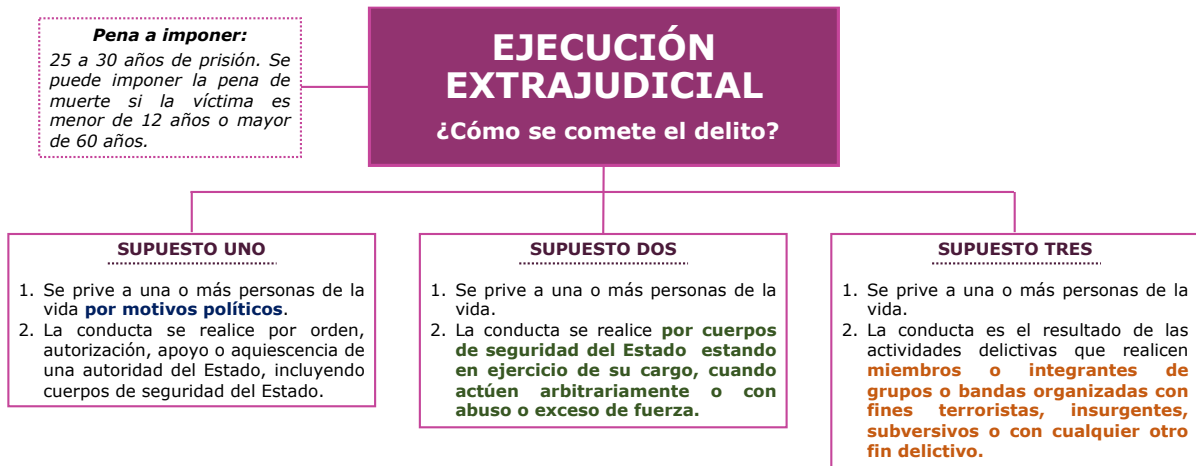 Pena a imponer:
25 a 30 años de prisión. Se
puede imponer la pena de
muerte si la víctima es
menor de 12 años o mayor
de 60 años.
EJECUCIÓN
EXTRAJUDICIAL
¿Cómo se comete el delito?
SUPUESTO UNO
1. Se prive a una o más personas de la
vida por motivos políticos.
2. La conducta se realice por orden,
autorización, apoyo o aquiescencia de
una autoridad del Estado, incluyendo
cuerpos de seguridad del Estado.
SUPUESTO DOS
1. Se prive a una o más personas de la
vida.
2. La conducta se realice por cuerpos
de seguridad del Estado estando
en ejercicio de su cargo, cuando
actúen arbitrariamente o con
abuso o exceso de fuerza.
SUPUESTO TRES
1. Se prive a una o más personas de la
vida.
2. La conducta es el resultado de las
actividades delictivas que realicen
miembros o integrantes de
grupos o bandas organizadas con
fines terroristas, insurgentes,
subversivos o con cualquier otro
fin delictivo.